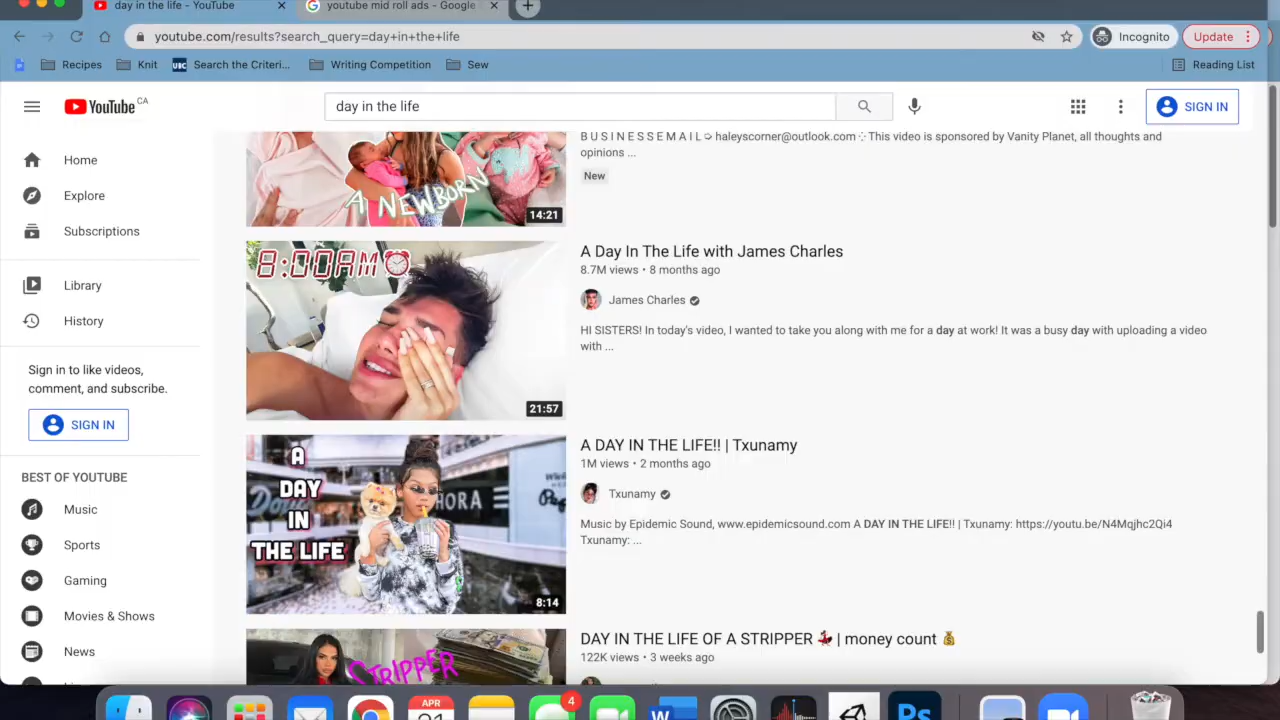 day in the life - YouTube
youtube mid roll ads - Google
youtube.com/results?search_query=day+in+the+life
Incognito
Update
Recipes
Knit
UBC
Search the Criteri...
Writing Competition
Sew
Reading List
YouTube CA
day in the life
SIGN IN
Home
Explore
Subscriptions
Library
History
Sign in to like videos,
comment, and subscribe.
SIGN IN
BEST OF YOUTUBE
Music
Sports
Gaming
Movies & Shows
News
A NEWBORN
14:21
B U S I N E S S E M A I L ➭ haleyscorner@outlook.com ⁘ This video is sponsored by Vanity Planet, all thoughts and
opinions ...
New
8:00AM
21:57
A Day In The Life with James Charles
8.7M views • 8 months ago
James Charles
HI SISTERS! In today's video, I wanted to take you along with me for a day at work! It was a busy day with uploading a video
with ...
A
DAY
IN
THE LIFE
HORA
8:14
A DAY IN THE LIFE!! | Txunamy
1M views • 2 months ago
Txunamy
Music by Epidemic Sound, www.epidemicsound.com A DAY IN THE LIFE!! | Txunamy: https://youtu.be/N4Mqjhc2Qi4
Txunamy: ...
STRIPPER
DAY IN THE LIFE OF A STRIPPER 💃 | money count 💰
122K views • 3 weeks ago
APR
4
W
Ps